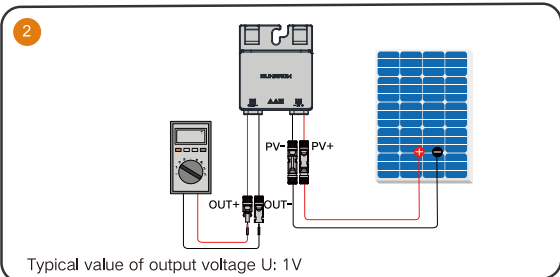 2
PV- PV+
OUT+ OUT-
Typical value of output voltage U: 1V